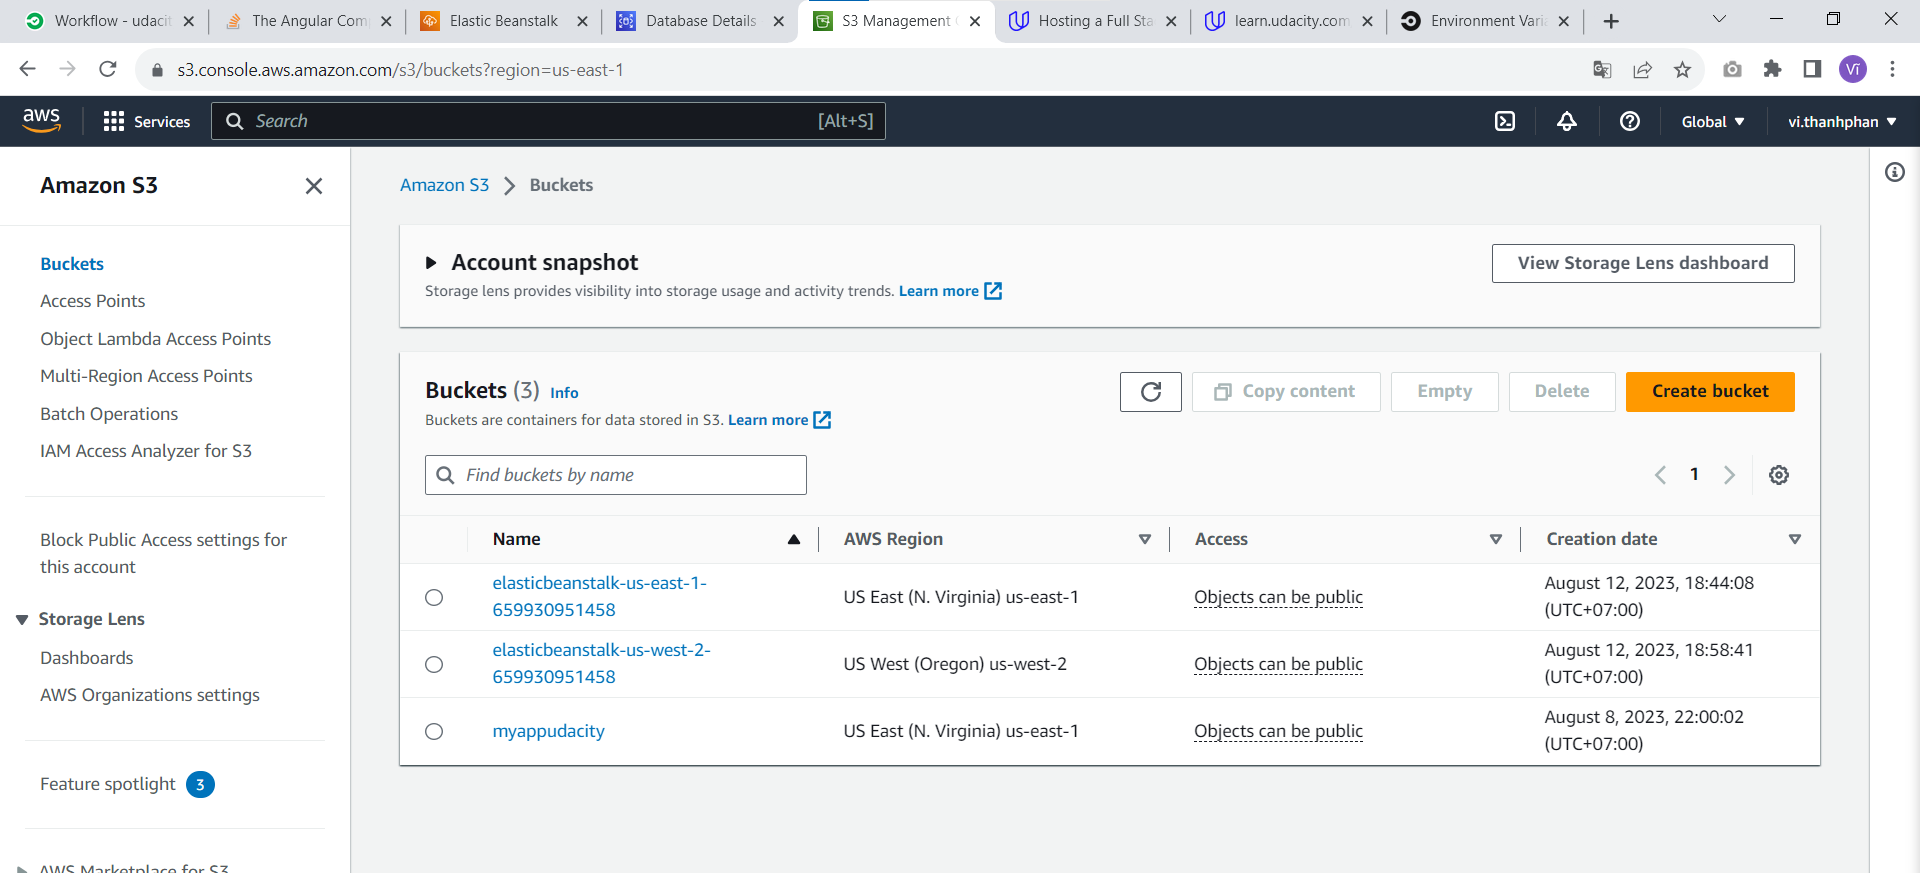 Workflow - udacit
The Angular Com
Elastic Beanstalk
Database Details
S3 Management C
Hosting a Full Sta
learn.udacity.com
Environment Varia
s3.console.aws.amazon.com/s3/buckets?region=us-east-1
Vĩ
aws
Services
Search
[Alt+S]
Global
vi.thanhphan
Amazon S3
Buckets
Access Points
Object Lambda Access Points
Multi-Region Access Points
Batch Operations
IAM Access Analyzer for S3
Block Public Access settings for
this account
Storage Lens
Dashboards
AWS Organizations settings
Feature spotlight 3
AWS Marketplace for S3
Amazon S3 > Buckets
Account snapshot
View Storage Lens dashboard
Storage lens provides visibility into storage usage and activity trends. Learn more
Buckets (3) Info
Copy content
Empty
Delete
Create bucket
Buckets are containers for data stored in S3. Learn more
Find buckets by name
1
Name AWS Region Access Creation date
elasticbeanstalk-us-east-1-
659930951458
US East (N. Virginia) us-east-1
Objects can be public
August 12, 2023, 18:44:08
(UTC+07:00)
elasticbeanstalk-us-west-2-
659930951458
US West (Oregon) us-west-2
Objects can be public
August 12, 2023, 18:58:41
(UTC+07:00)
myappudacity
US East (N. Virginia) us-east-1
Objects can be public
August 8, 2023, 22:00:02
(UTC+07:00)